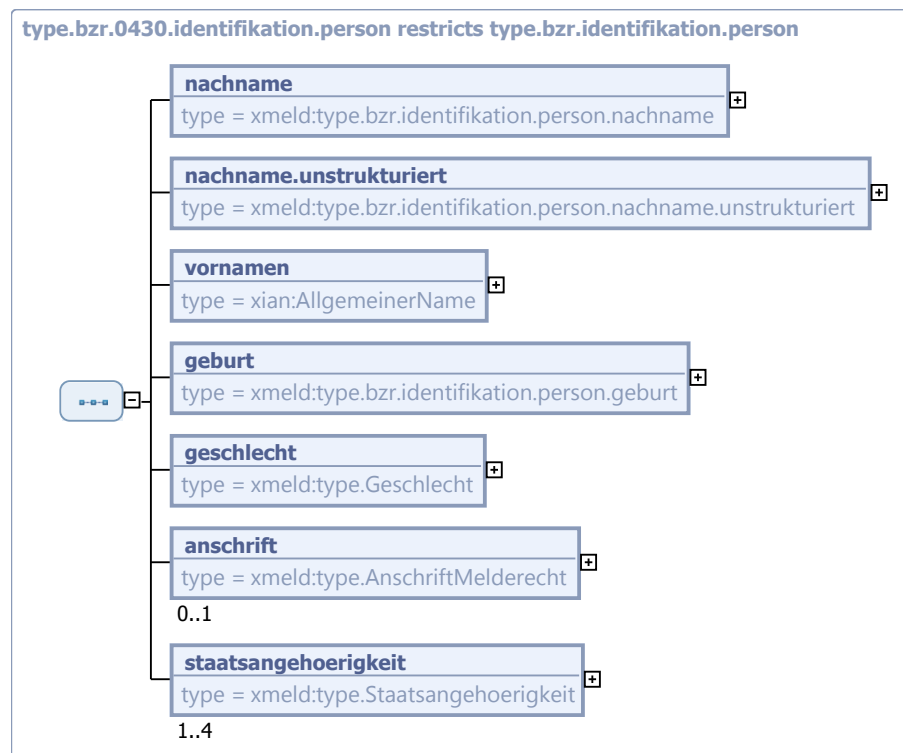 type.bzr.0430.identifikation.person restricts type.bzr.identifikation.person
nachname
type = xmeld:type.bzr.identifikation.person.nachname
nachname.unstrukturiert
type = xmeld:type.bzr.identifikation.person.nachname.unstrukturiert
vornamen
type = xian:AllgemeinerName
geburt
type = xmeld:type.bzr.identifikation.person.geburt
geschlecht
type = xmeld:type.Geschlecht
anschrift
type = xmeld:type.AnschriftMelderecht
0..1
staatsangehoerigkeit
type = xmeld:type.Staatsangehoerigkeit
1..4